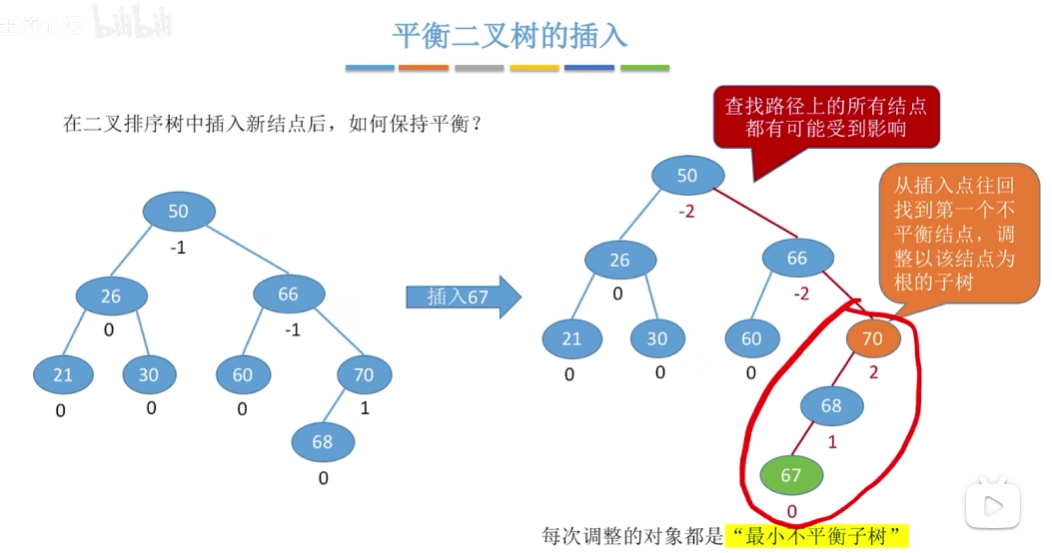 bilibili
平衡二叉树的插入
在二叉排序树中插入新结点后，如何保持平衡？
查找路径上的所有结点
都有可能受到影响
从插入点往回
找到第一个不
平衡结点，调
整以该结点为
根的子树
50
-1
26
0
66
-1
21
0
30
0
60
0
70
1
68
0
插入67
50
-2
26
0
66
-2
21
0
30
0
60
0
70
2
68
1
67
0
每次调整的对象都是“最小不平衡子树”